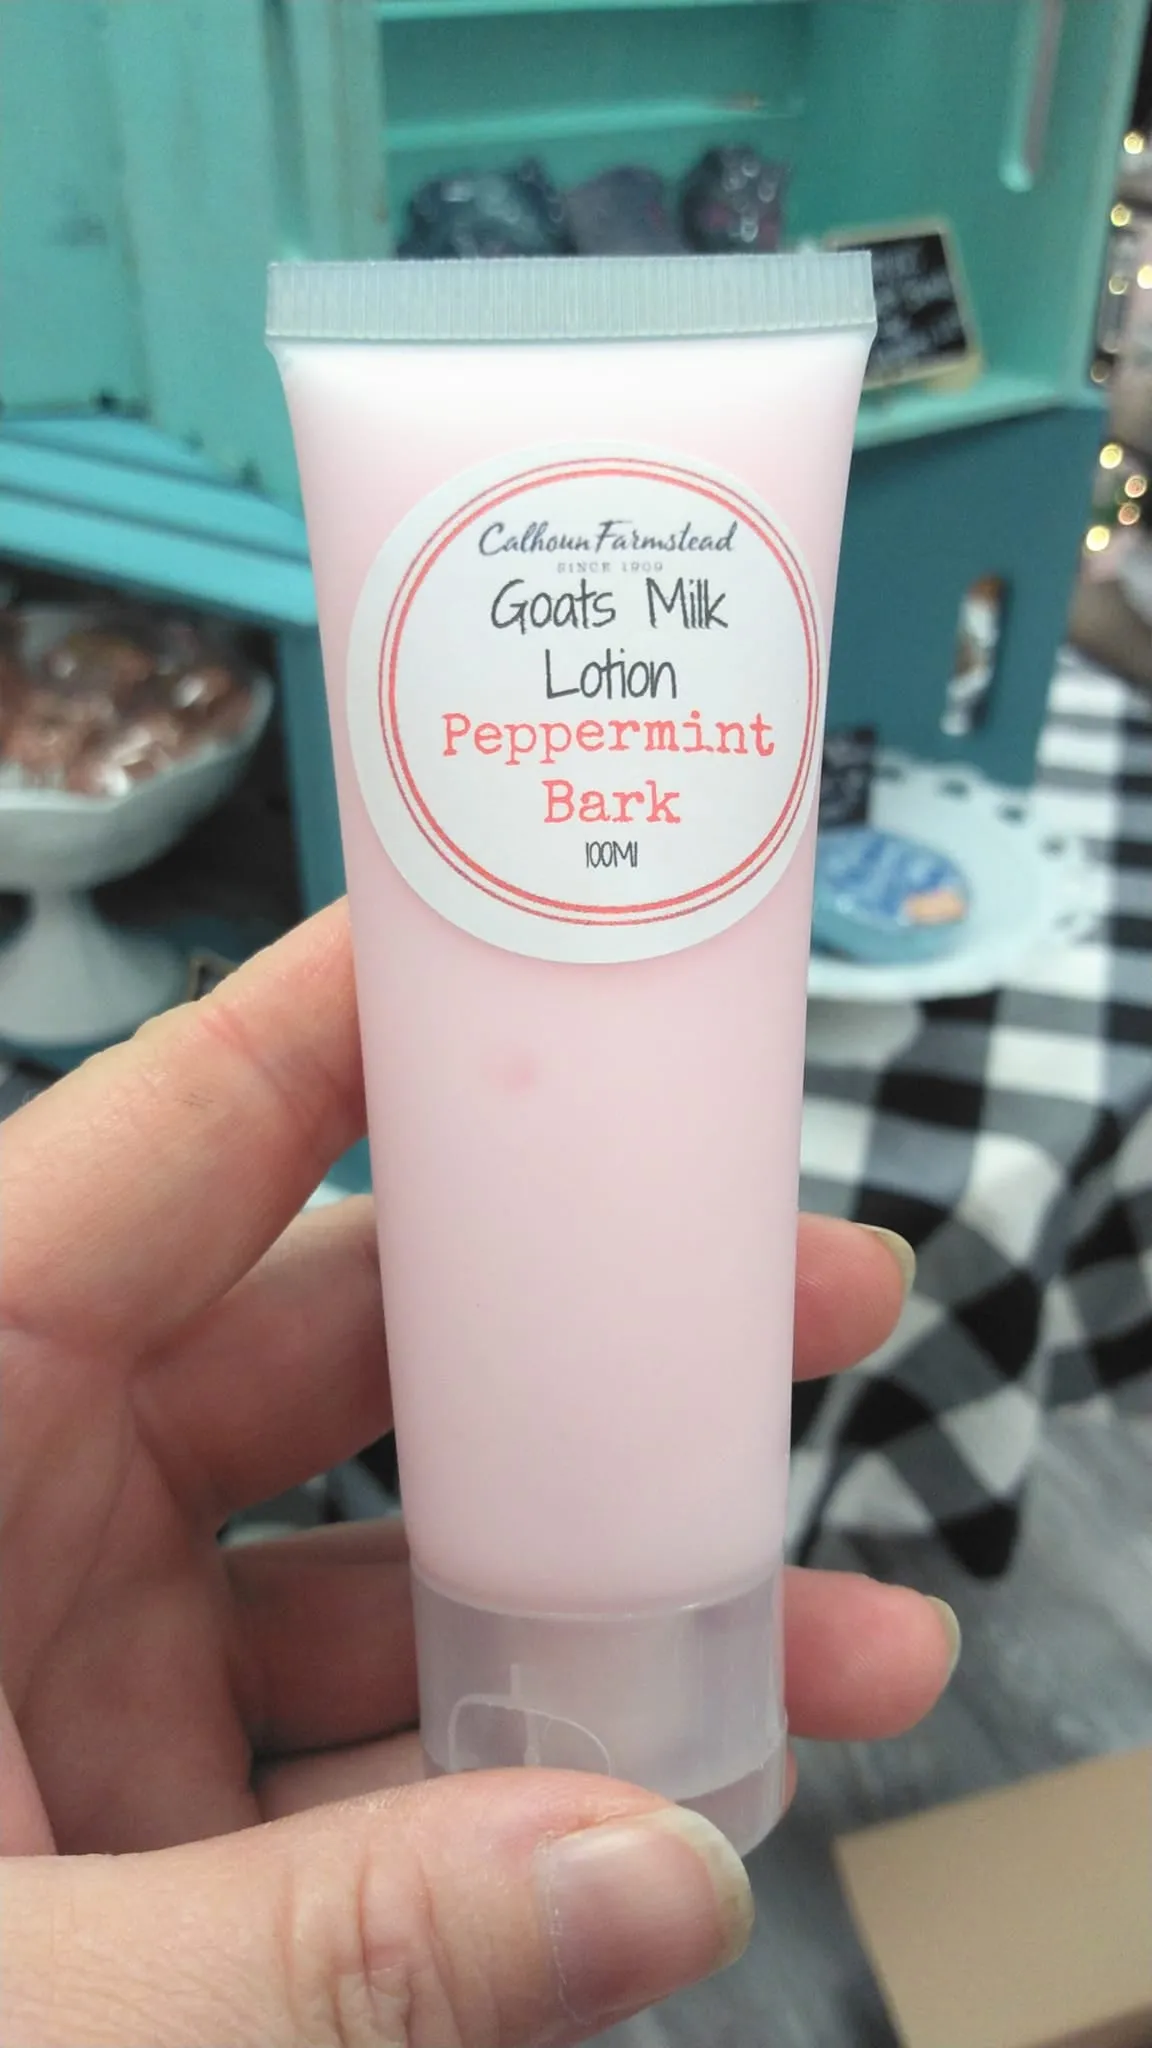 Calhoun Farmstead
SINCE 1909
Goats Milk
Lotion
Peppermint
Bark
100Ml